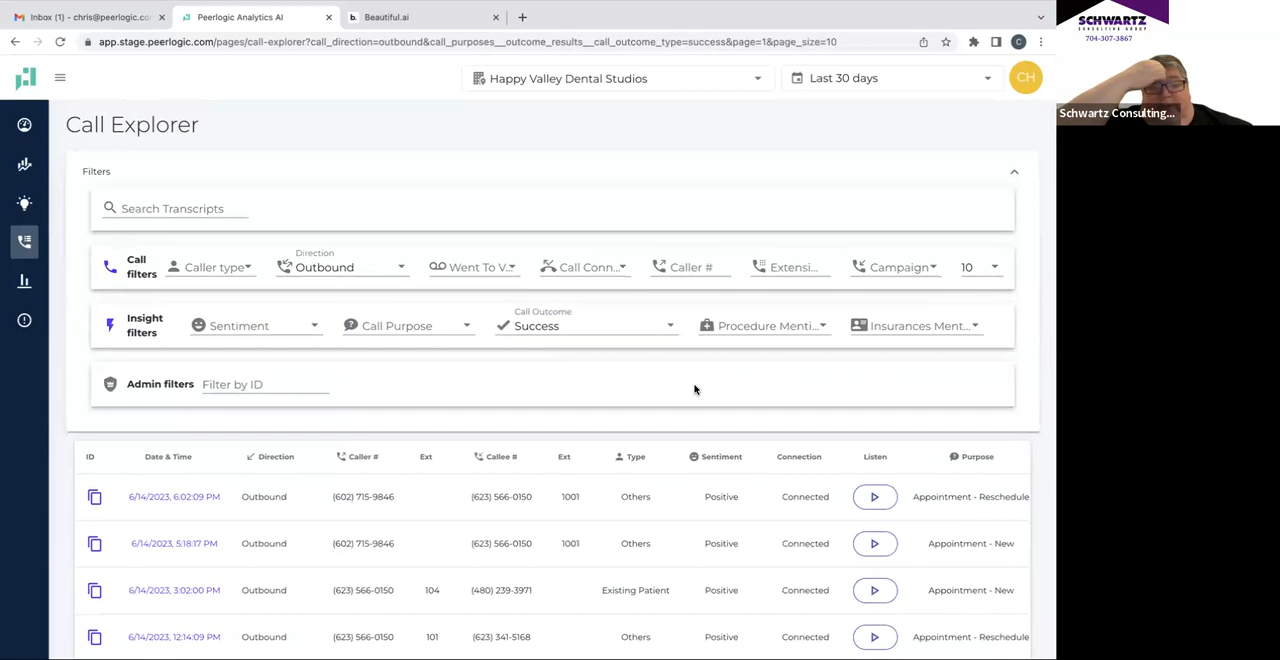 Inbox (1) - chris@peerlogic.co
Peerlogic Analytics AI
b. Beautiful.ai
app.stage.peerlogic.com/pages/call-explorer?call_direction=outbound&call_purposes__outcome_results__call_outcome_type=success&page=1&page_size=10
C
SCHWARTZ
CONSULTING GROUP
704-307-3867
Schwartz Consulting...
Happy Valley Dental Studios
Last 30 days
CH
Call Explorer
Filters
Search Transcripts
Call filters
Caller type
Direction
Outbound
Went To V...
Call Conn...
Caller #
Extensi...
Campaign
10
Insight filters
Sentiment
Call Purpose
Call Outcome
Success
Procedure Menti...
Insurances Ment...
Admin filters Filter by ID
ID Date & Time Direction Caller # Ext Callee # Ext Type Sentiment Connection Listen Purpose
6/14/2023, 6:02:09 PM Outbound (602) 715-9846 (623) 566-0150 1001 Others Positive Connected Appointment - Reschedule
6/14/2023, 5:18:17 PM Outbound (602) 715-9846 (623) 566-0150 1001 Others Positive Connected Appointment - New
6/14/2023, 3:02:00 PM Outbound (623) 566-0150 104 (480) 239-3971 Existing Patient Positive Connected Appointment - New
6/14/2023, 12:14:09 PM Outbound (623) 566-0150 101 (623) 341-5168 Others Positive Connected Appointment - Reschedule